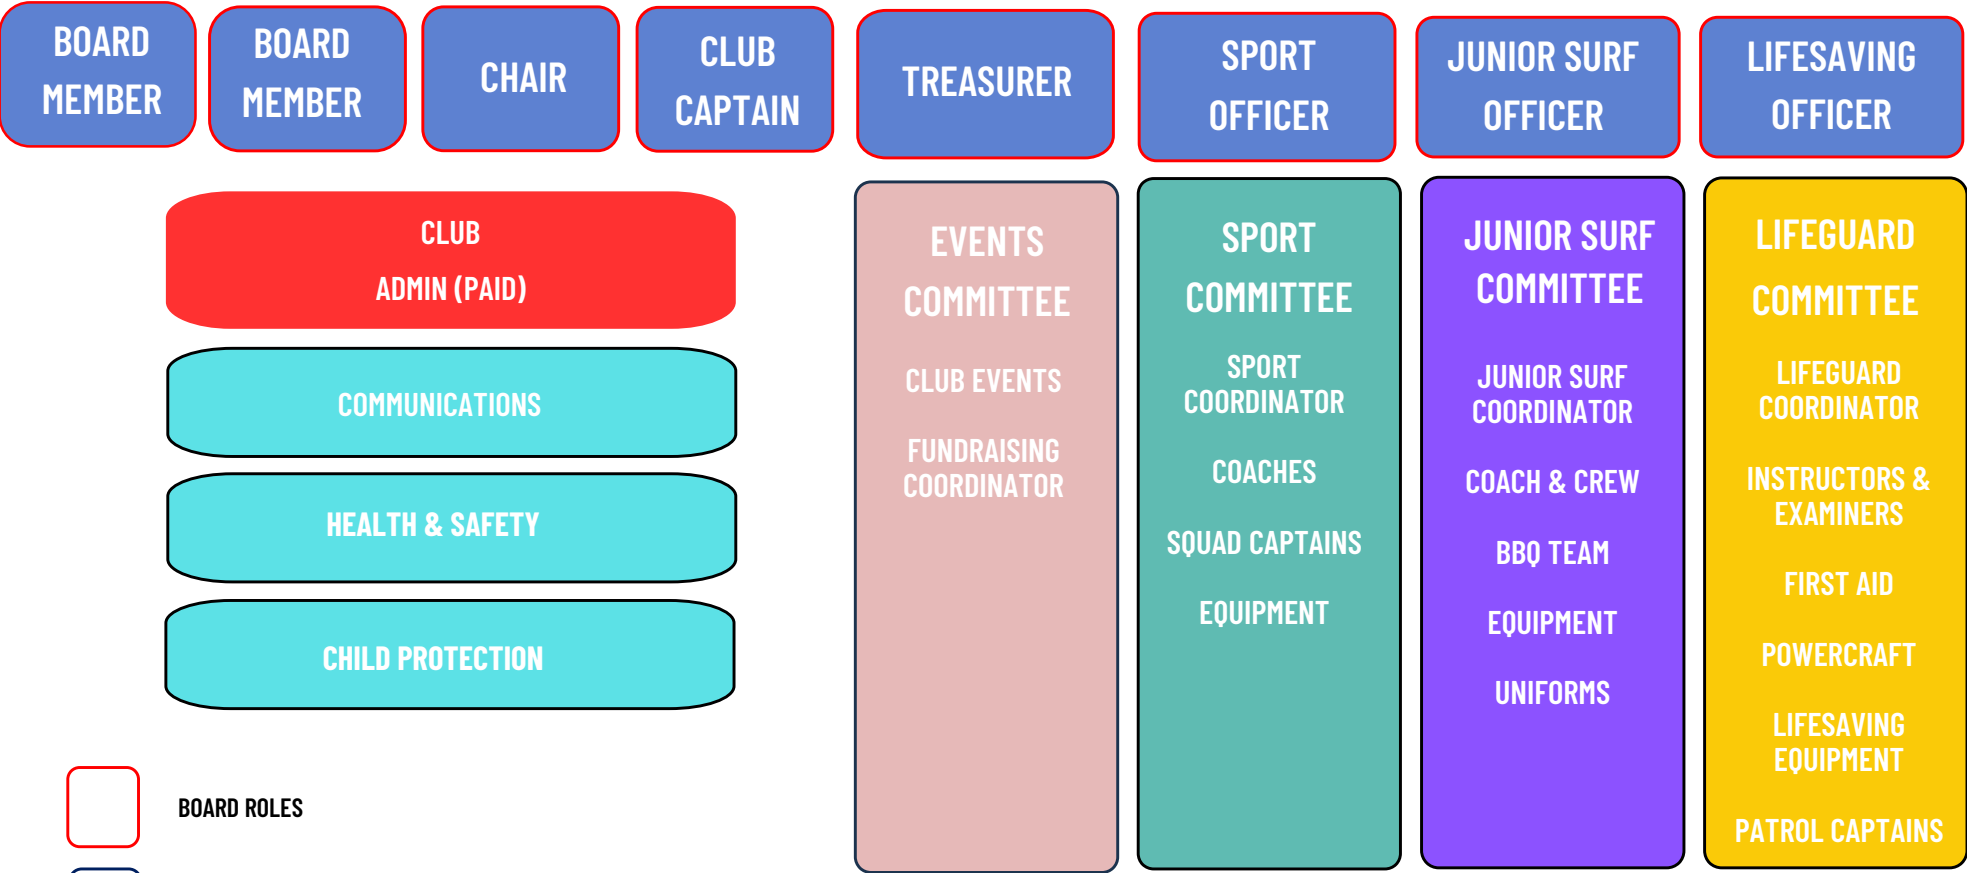 BOARD
MEMBER
BOARD
MEMBER
CHAIR
CLUB
CAPTAIN
TREASURER
SPORT
OFFICER
JUNIOR SURF
OFFICER
LIFESAVING
OFFICER
CLUB
ADMIN (PAID)
COMMUNICATIONS
HEALTH & SAFETY
CHILD PROTECTION
BOARD ROLES
EVENTS
COMMITTEE
CLUB EVENTS
FUNDRAISING
COORDINATOR
SPORT
COMMITTEE
SPORT
COORDINATOR
COACHES
SQUAD CAPTAINS
EQUIPMENT
JUNIOR SURF
COMMITTEE
JUNIOR SURF
COORDINATOR
COACH & CREW
BBQ TEAM
EQUIPMENT
UNIFORMS
LIFEGUARD
COMMITTEE
LIFEGUARD
COORDINATOR
INSTRUCTORS &
EXAMINERS
FIRST AID
POWERCRAFT
LIFESAVING
EQUIPMENT
PATROL CAPTAINS